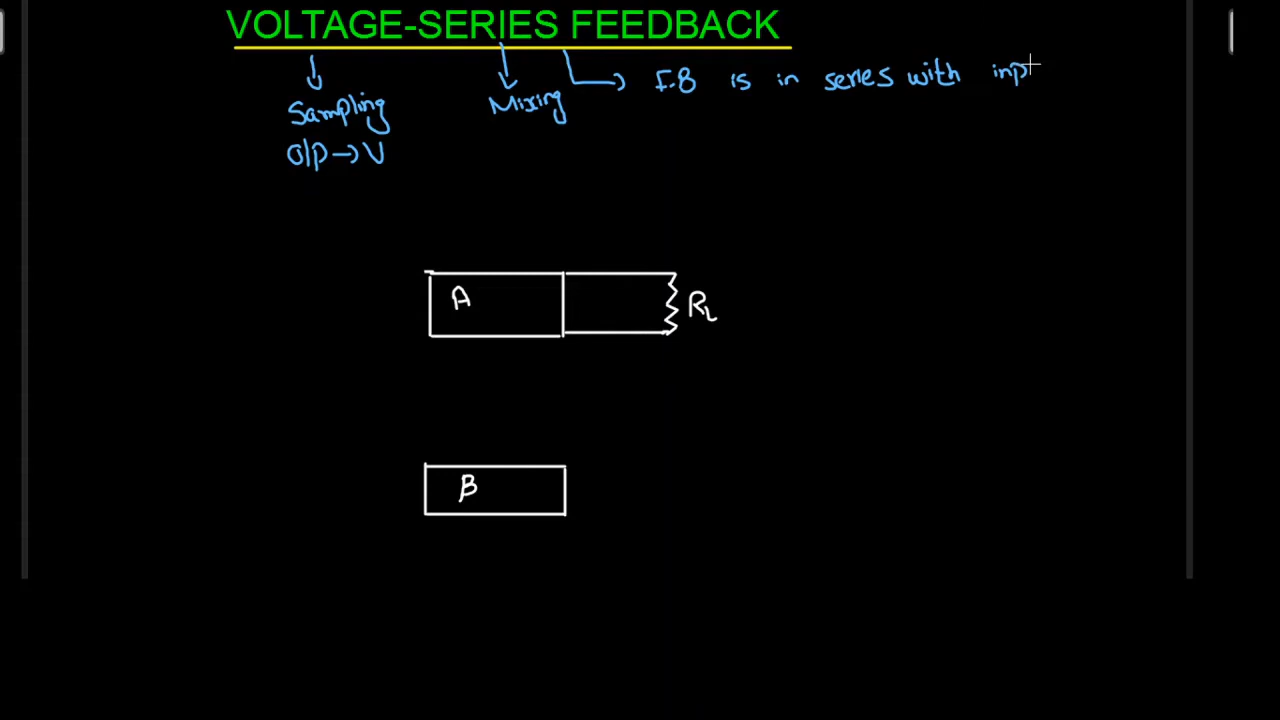 VOLTAGE-SERIES FEEDBACK
F.B is in series with inp
Sampling
Mixing
O/P → V
A
RL
β